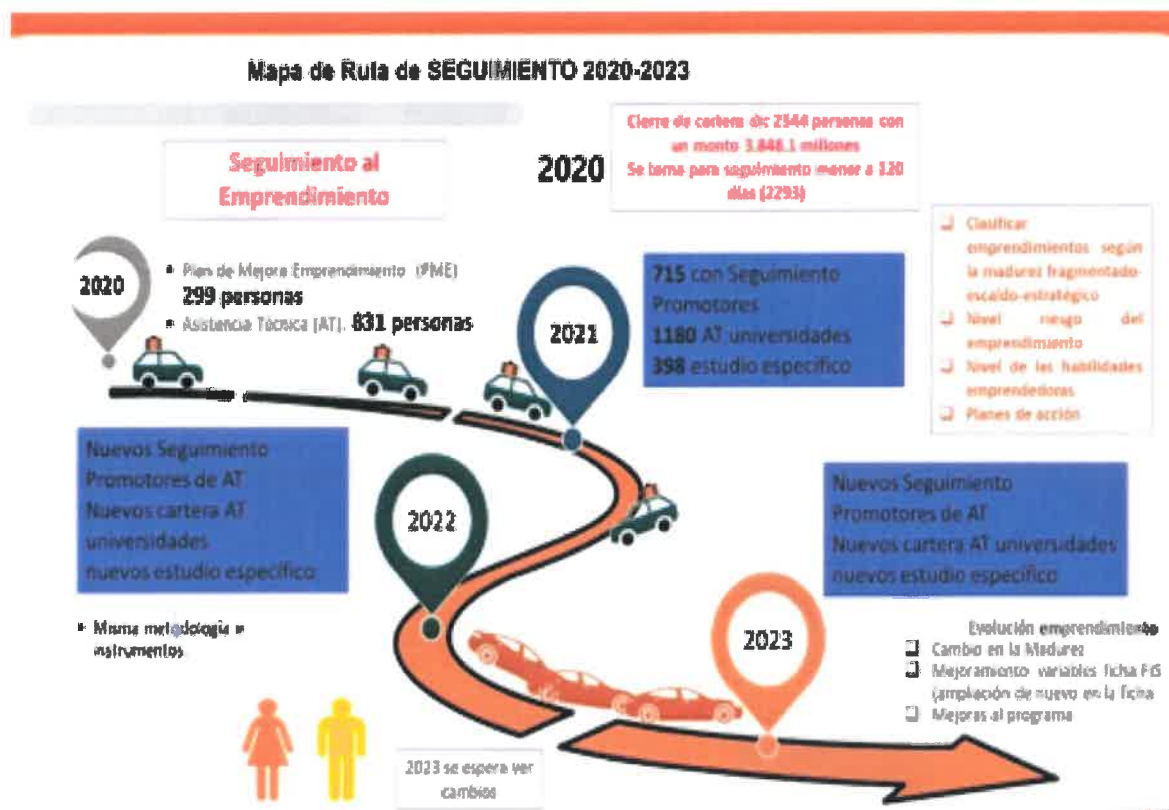 Mapa de Ruta de SEGUIMIENTO 2020-2023
Seguimiento al
Emprendimiento
2020
Cierre de cartera dic 2544 personas con
un monto 3.848.1 millones
Se toma para seguimiento menor a 120
días (2293)
2020
▪ Plan de Mejora Emprendimiento (PME)
299 personas
▪ Asistencia Técnica (AT). 831 personas
2021
715 con Seguimiento
Promotores
1180 AT universidades
398 estudio específico
❑ Clasificar
emprendimientos según
la madurez fragmentado-
escaldo-estratégico
❑ Nivel riesgo del
emprendimiento
❑ Nivel de las habilidades
emprendedoras
❑ Planes de acción
Nuevos Seguimiento
Promotores de AT
Nuevos cartera AT
universidades
nuevos estudio específico
2022
▪ Misma metodología e
instrumentos
Nuevos Seguimiento
Promotores de AT
Nuevos cartera AT universidades
nuevos estudio específico
2023
Evolución emprendimiento
❑ Cambio en la Madurez
❑ Mejoramiento variables ficha FIS
(ampliación de nuevo en la ficha
❑ Mejoras al programa
2023 se espera ver
cambios